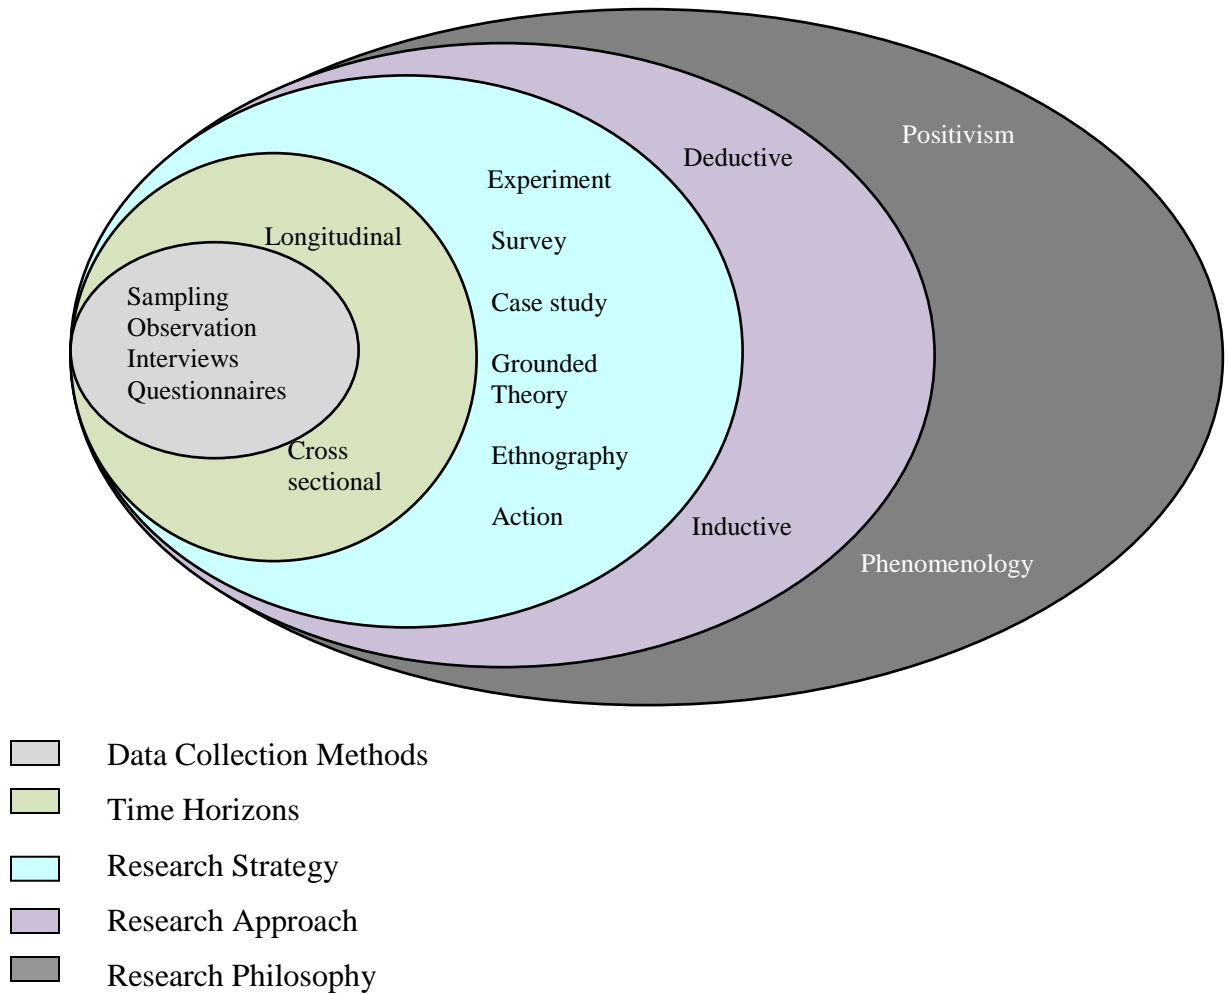 Positivism
Deductive
Experiment
Longitudinal
Survey
Sampling
Observation
Interviews
Questionnaires
Case study
Grounded
Theory
Cross
sectional
Ethnography
Action
Inductive
Phenomenology
Data Collection Methods
Time Horizons
Research Strategy
Research Approach
Research Philosophy